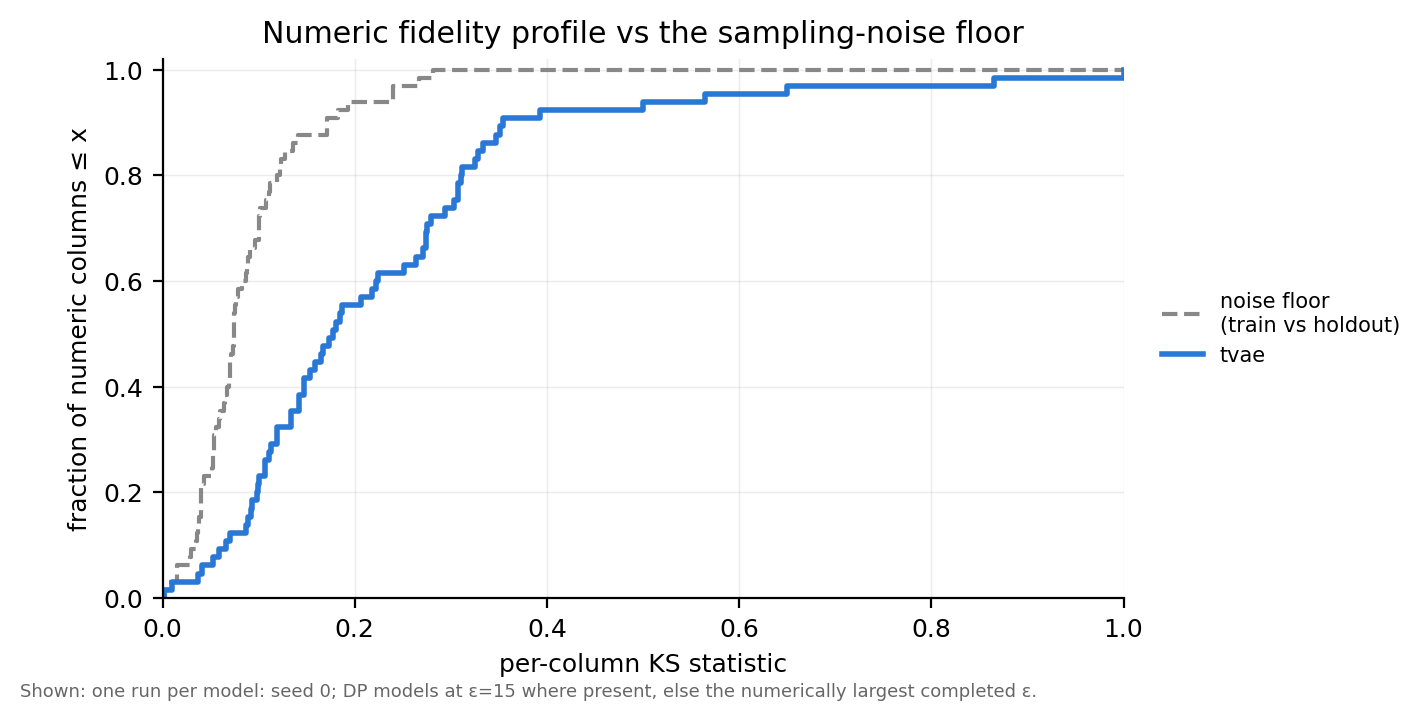 Numeric fidelity profile vs the sampling-noise floor
fraction of numeric columns ≤ x
1.0
0.8
0.6
0.4
0.2
0.0
0.0 0.2 0.4 0.6 0.8 1.0
per-column KS statistic
noise floor
(train vs holdout)
tvae
Shown: one run per model: seed 0; DP models at ε=15 where present, else the numerically largest completed ε.